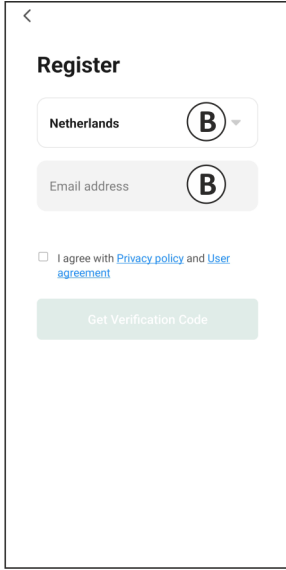 Register
Netherlands B
Email address B
I agree with Privacy policy and User
agreement
Get Verification Code